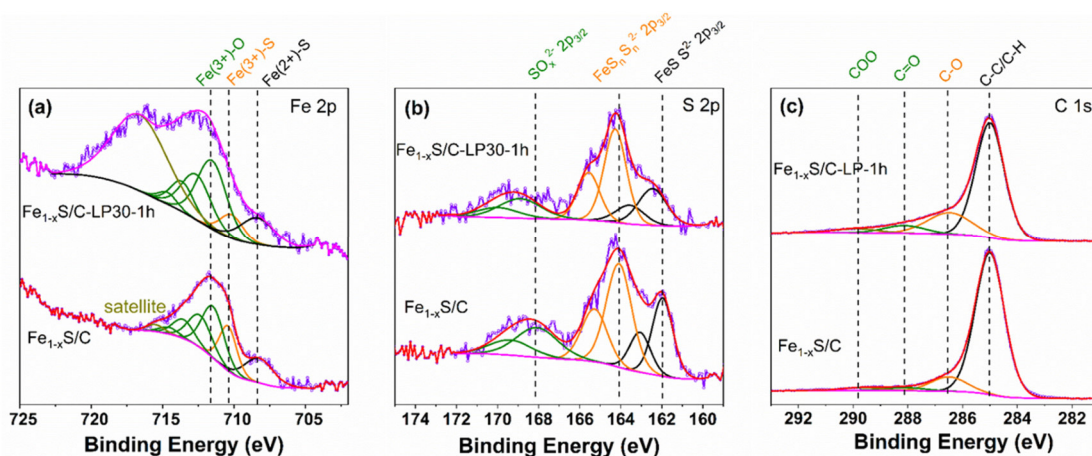 Fe(3+)-O
Fe(3+)-S
Fe(2+)-S
(a)
Fe 2p
Fe₁₋ₓS/C-LP30-1h
satellite
Fe₁₋ₓS/C
725 720 715 710 705
Binding Energy (eV)
SOₓ²⁻ 2p₃/₂
FeSₙ Sₙ²⁻ 2p₃/₂
FeS S²⁻ 2p₃/₂
(b)
S 2p
Fe₁₋ₓS/C-LP30-1h
Fe₁₋ₓS/C
175 170 168 166 164 162 160
Binding Energy (eV)
COO
C=O
C-O
C-C/C-H
(c)
C 1s
Fe₁₋ₓS/C-LP-1h
Fe₁₋ₓS/C
292 290 288 286 284 282
Binding Energy (eV)